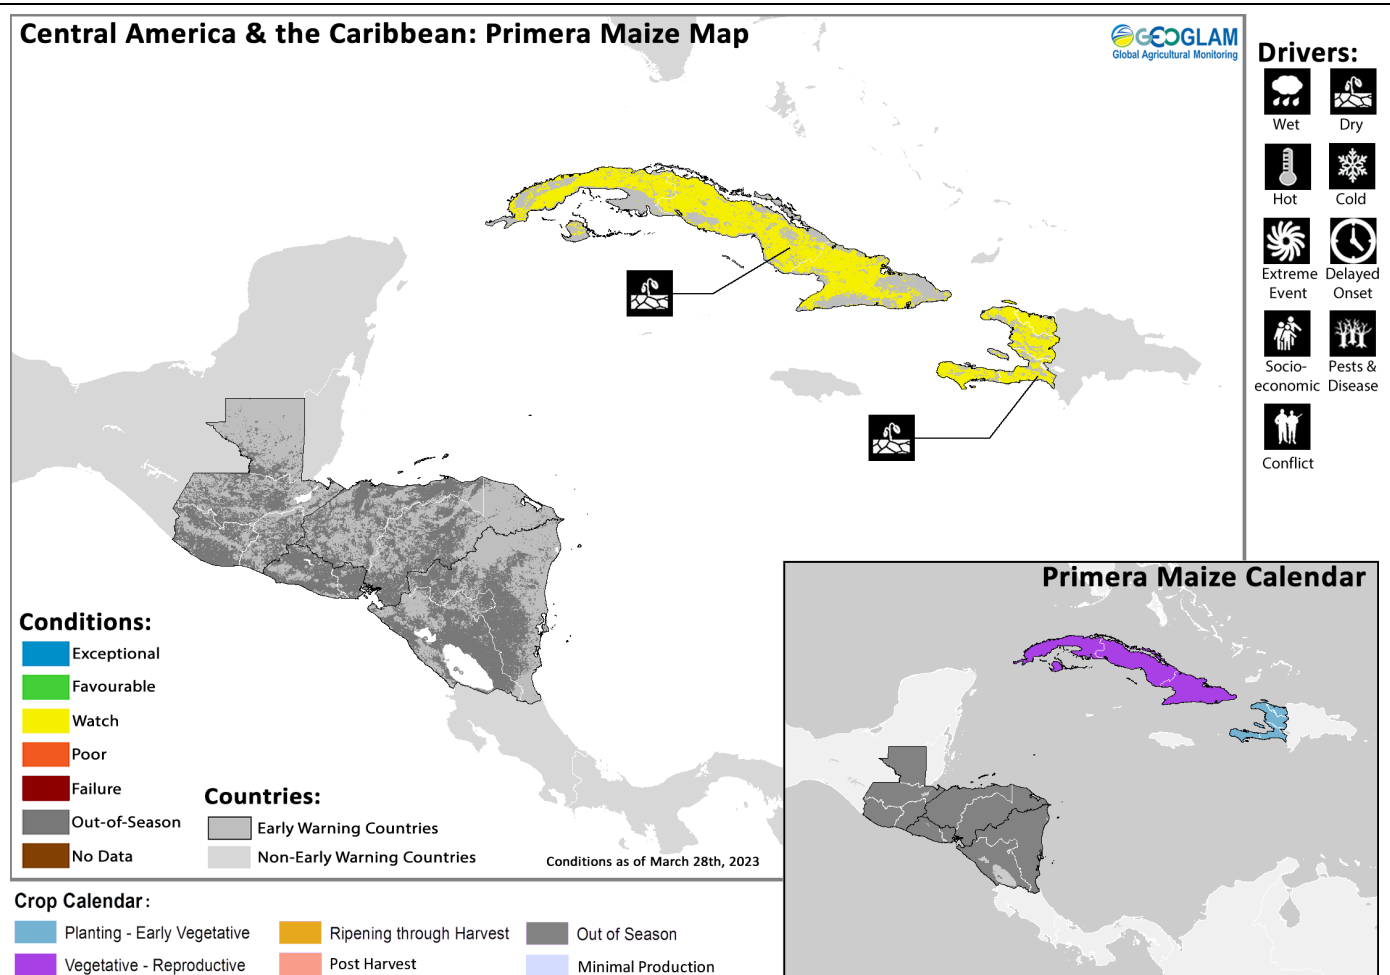 Central America & the Caribbean: Primera Maize Map
GEOGLAM
Global Agricultural Monitoring
Drivers:
Wet
Dry
Hot
Cold
Extreme
Event
Delayed
Onset
Socio-
economic
Pests &
Disease
Conflict
Conditions:
Exceptional
Favourable
Watch
Poor
Failure
Out-of-Season
No Data
Countries:
Early Warning Countries
Non-Early Warning Countries
Conditions as of March 28th, 2023
Primera Maize Calendar
Crop Calendar:
Planting - Early Vegetative
Vegetative - Reproductive
Ripening through Harvest
Post Harvest
Out of Season
Minimal Production